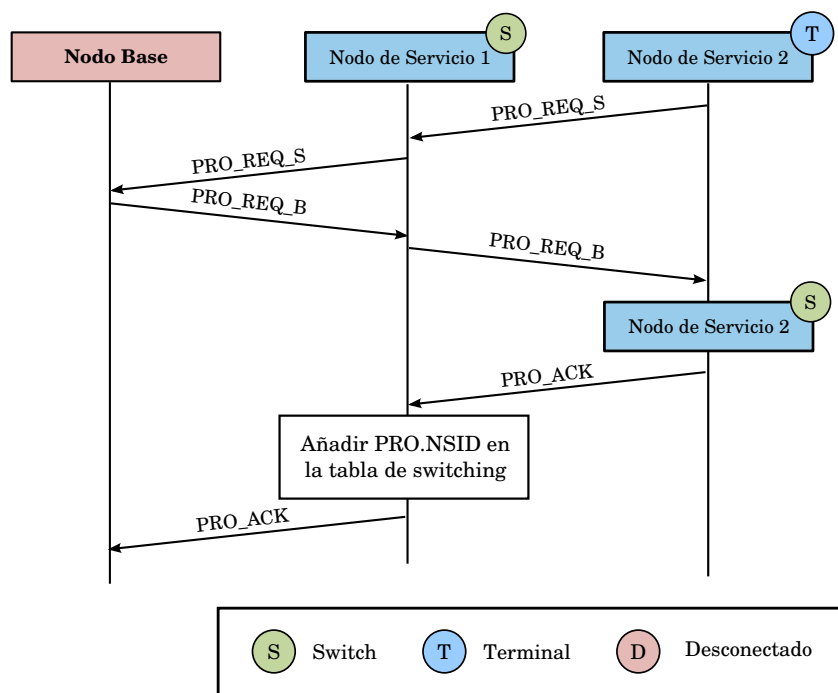 S
T
Nodo Base
Nodo de Servicio 1
Nodo de Servicio 2
PRO_REQ_S
PRO_REQ_S
PRO_REQ_B
PRO_REQ_B
S
Nodo de Servicio 2
PRO_ACK
Añadir PRO.NSID en
la tabla de switching
PRO_ACK
S Switch
T Terminal
D Desconectado